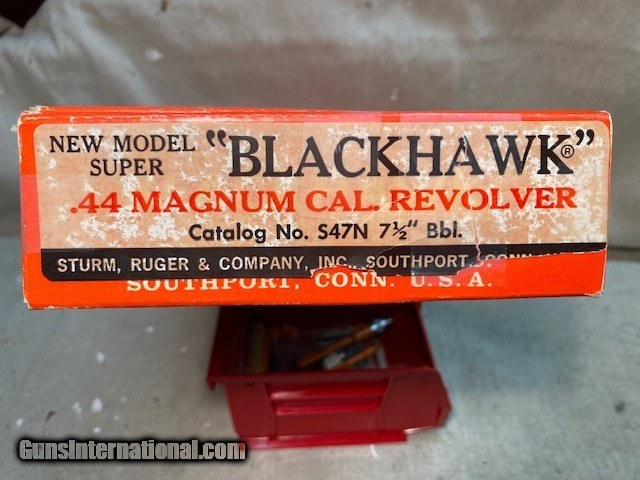 NEW MODEL "BLACKHAWK"®
SUPER
.44 MAGNUM CAL. REVOLVER
Catalog No. S47N 7½" Bbl.
STURM, RUGER & COMPANY, INC. SOUTHPORT, CONN
SOUTHPORT, CONN. U. S. A.
GunsInternational.com